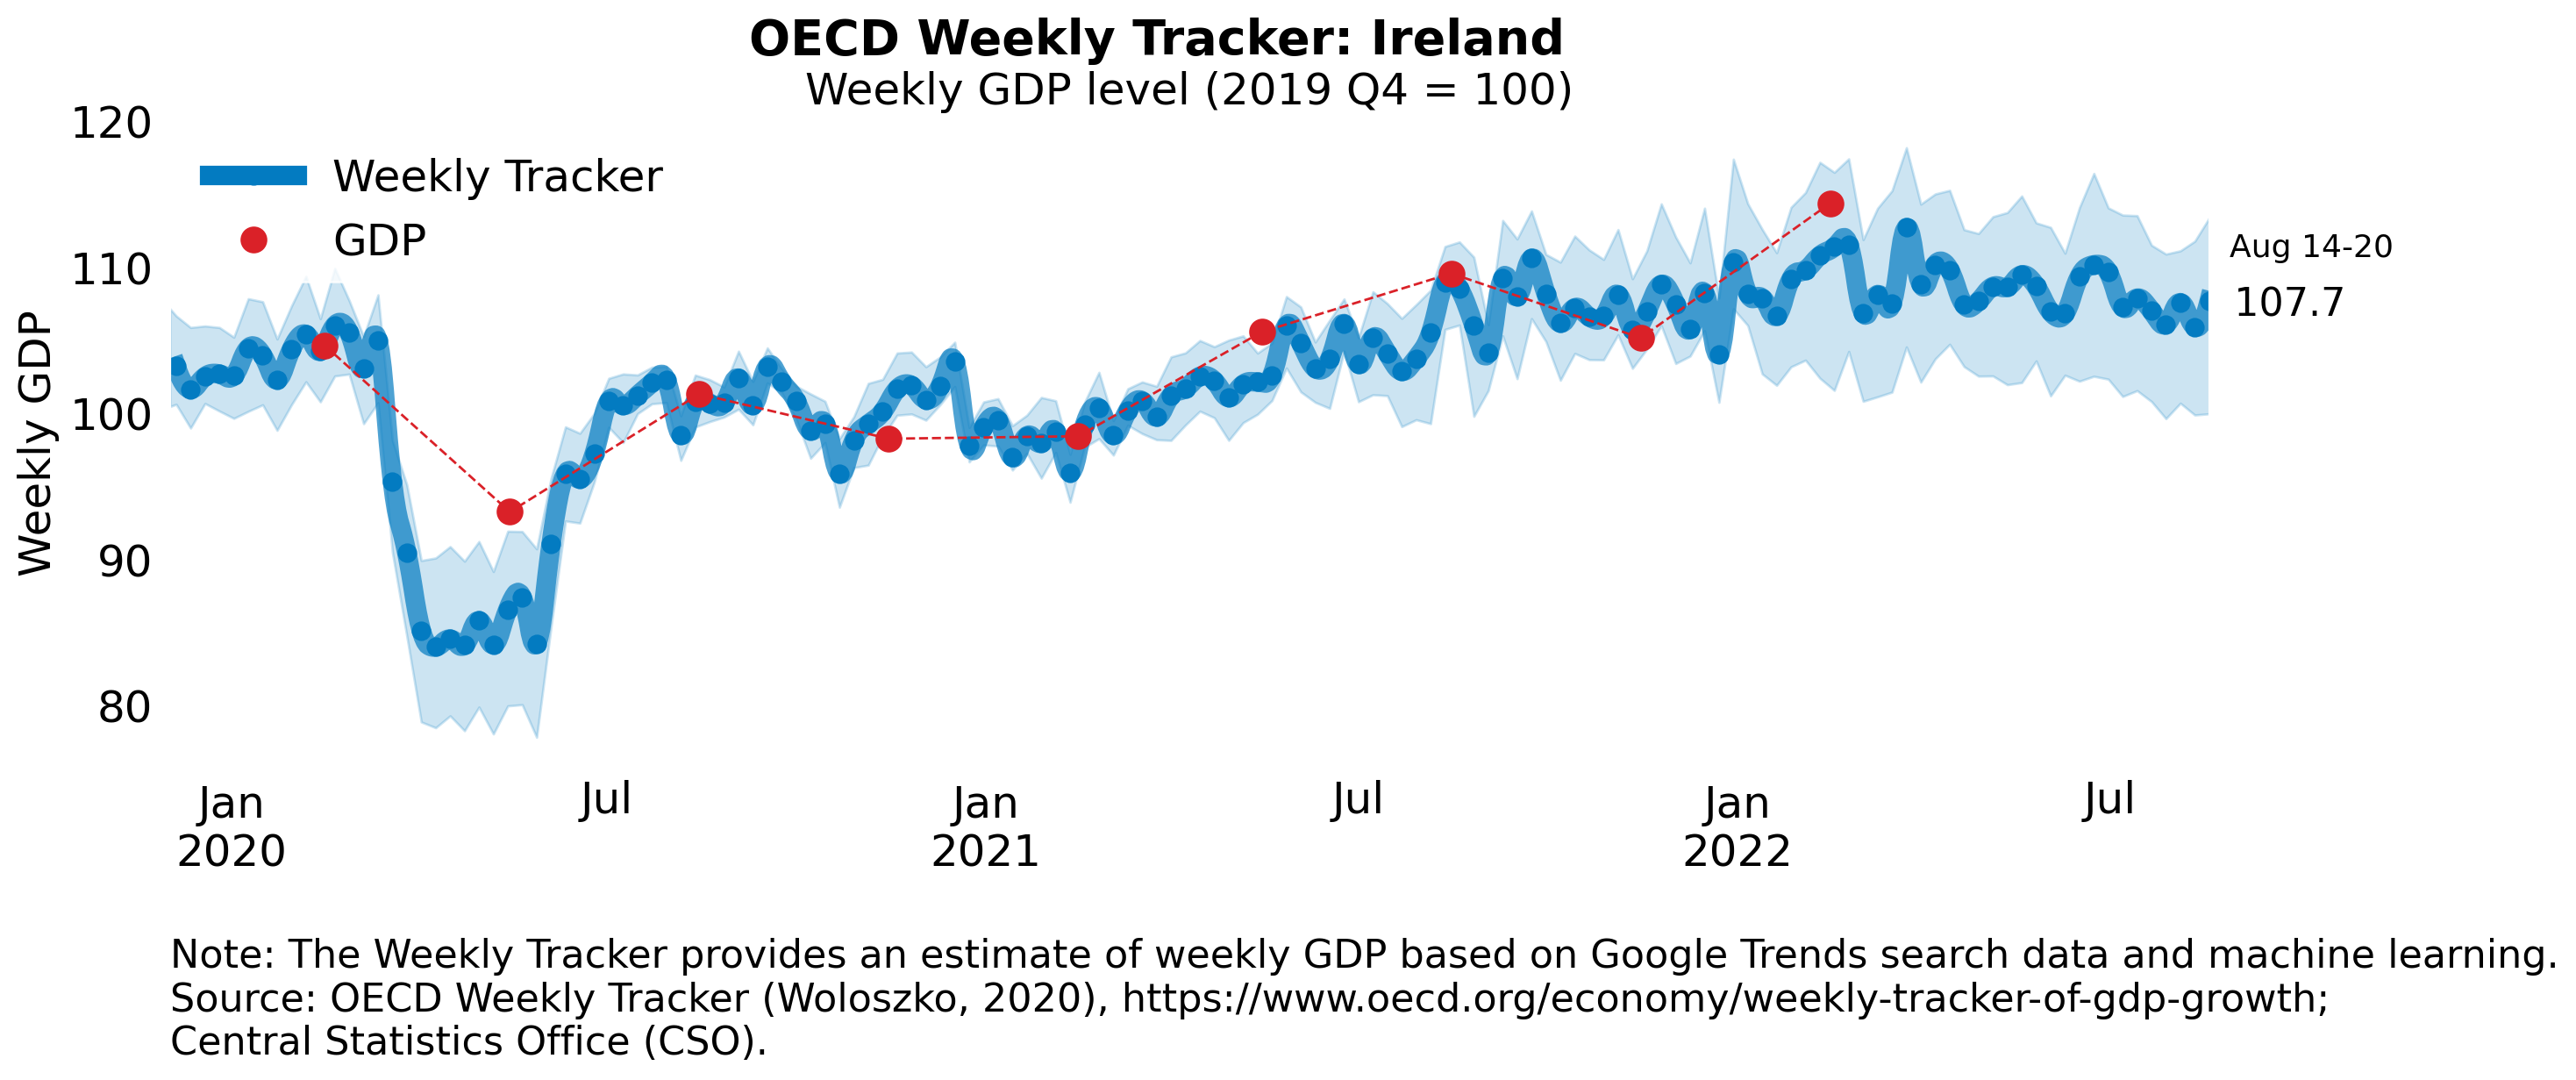 OECD Weekly Tracker: Ireland
Weekly GDP level (2019 Q4 = 100)
120
110
100
90
80
Weekly GDP
Weekly Tracker
GDP
Aug 14-20
107.7
Jan
2020
Jul
Jan
2021
Jul
Jan
2022
Jul
Note: The Weekly Tracker provides an estimate of weekly GDP based on Google Trends search data and machine learning.
Source: OECD Weekly Tracker (Woloszko, 2020), https://www.oecd.org/economy/weekly-tracker-of-gdp-growth;
Central Statistics Office (CSO).